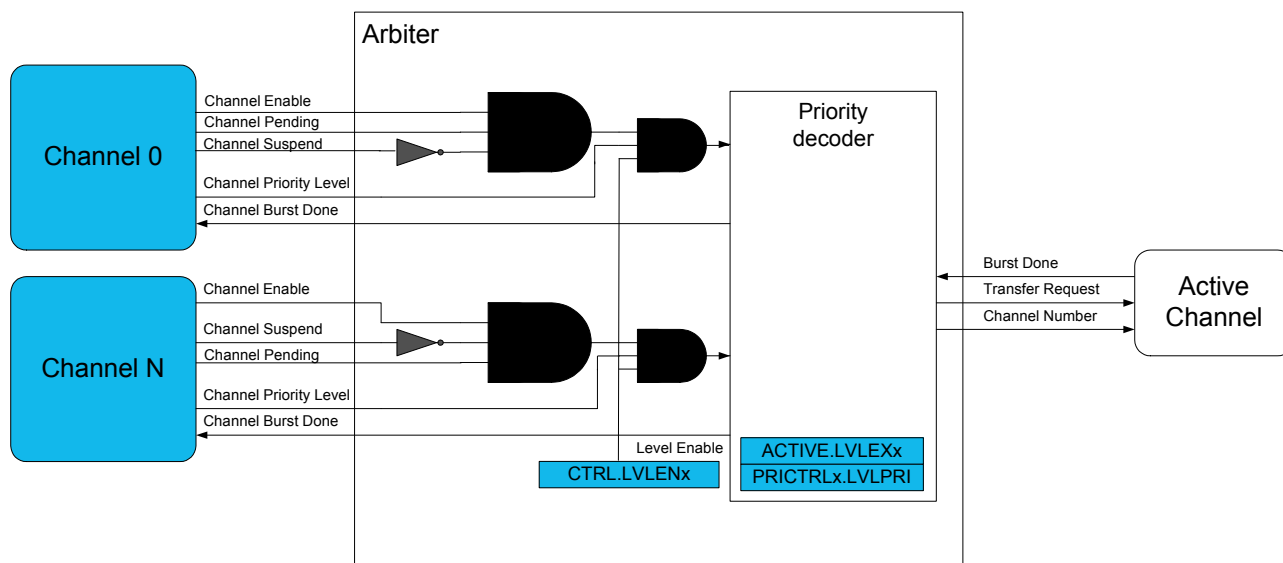 Arbiter
Channel 0
Channel Enable
Channel Pending
Channel Suspend
Channel Priority Level
Channel Burst Done
Priority
decoder
Channel N
Channel Enable
Channel Suspend
Channel Pending
Channel Priority Level
Channel Burst Done
Level Enable
CTRL.LVLENx
ACTIVE.LVLEXx
PRICTRLx.LVLPRI
Burst Done
Transfer Request
Channel Number
Active
Channel